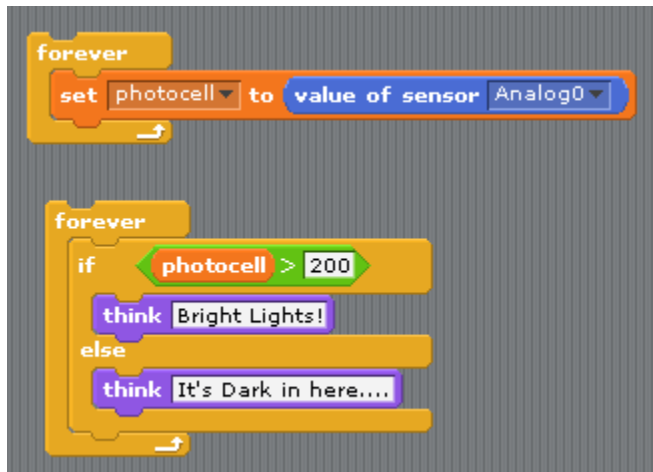 forever
set photocell to value of sensor Analog0
forever
if photocell > 200
think Bright Lights!
else
think It's Dark in here....